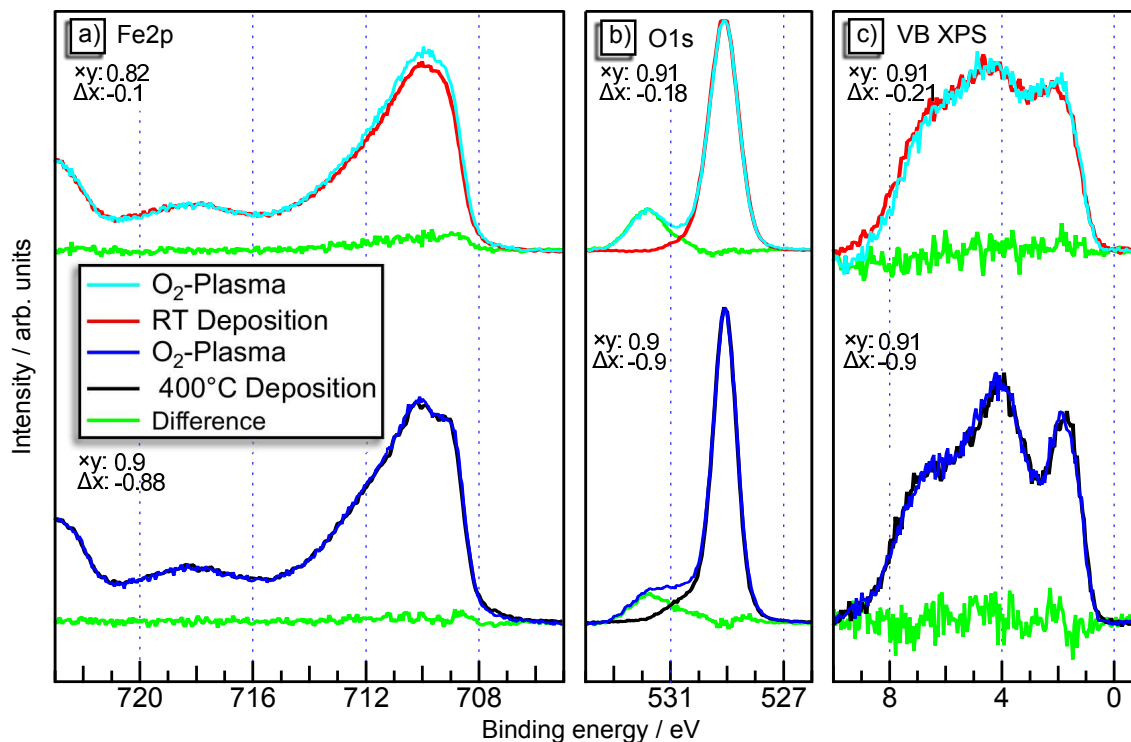 a) Fe2p
×y: 0.82
Δx: -0.1
b) O1s
×y: 0.91
Δx: -0.18
c) VB XPS
×y: 0.91
Δx: -0.21
Intensity / arb. units
O₂-Plasma
RT Deposition
O₂-Plasma
400°C Deposition
Difference
×y: 0.9
Δx: -0.88
×y: 0.9
Δx: -0.9
×y: 0.91
Δx: -0.9
720 716 712 708
531 527
8 4 0
Binding energy / eV